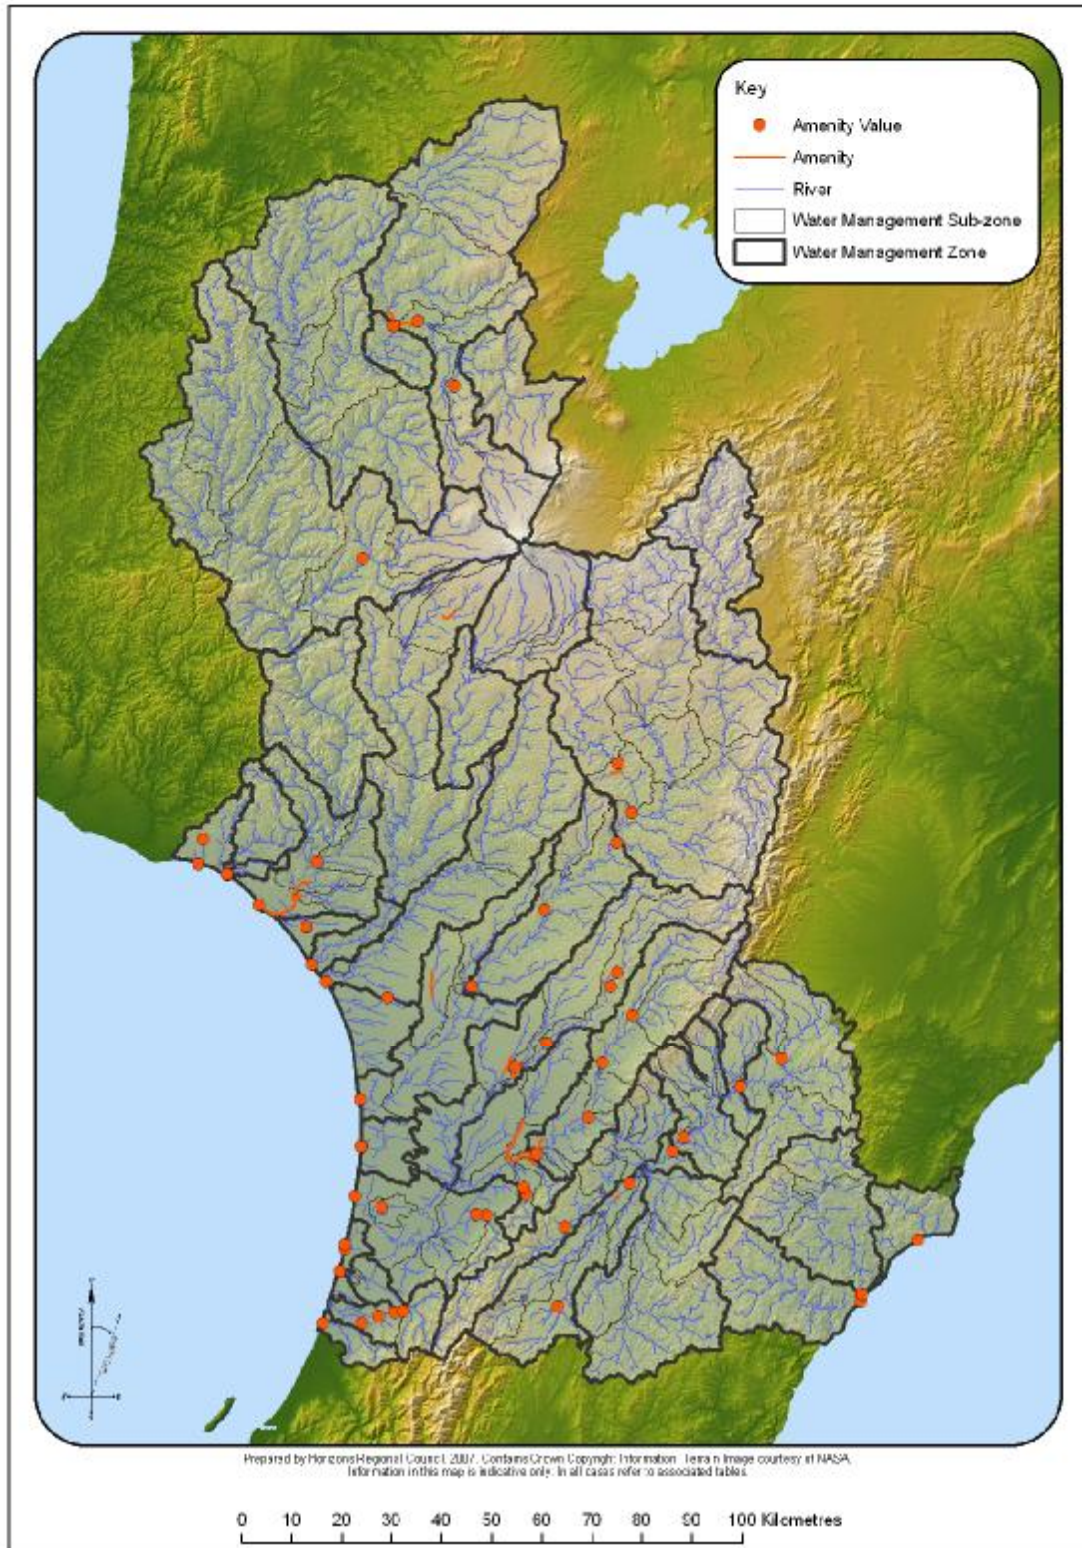 Key
Amenity Value
Amenity
River
Water Management Sub-zone
Water Management Zone
Prepared by Horizons Regional Council, 2007. Contains Crown Copyright Information. Terrain Image courtesy of NASA.
Information in this map is indicative only. In all cases refer to associated tables.
0 10 20 30 40 50 60 70 80 90 100 Kilometres